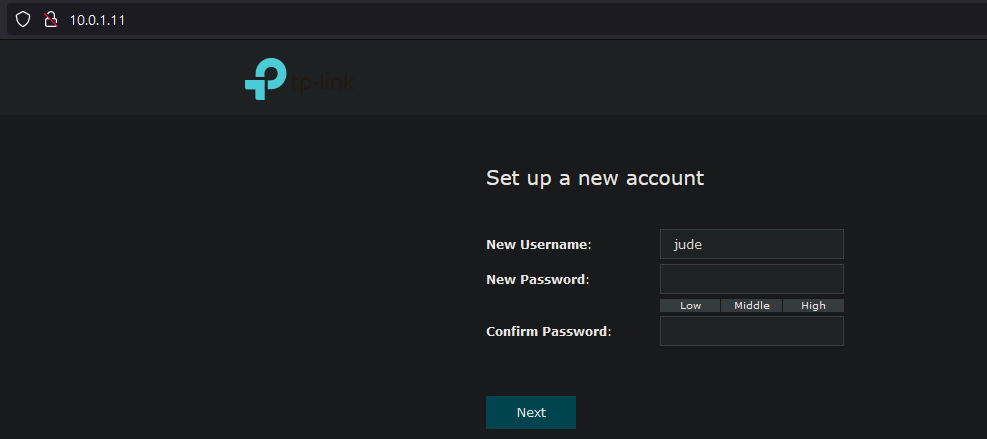 10.0.1.11
tp-link
Set up a new account
New Username: jude
New Password:
Low Middle High
Confirm Password:
Next